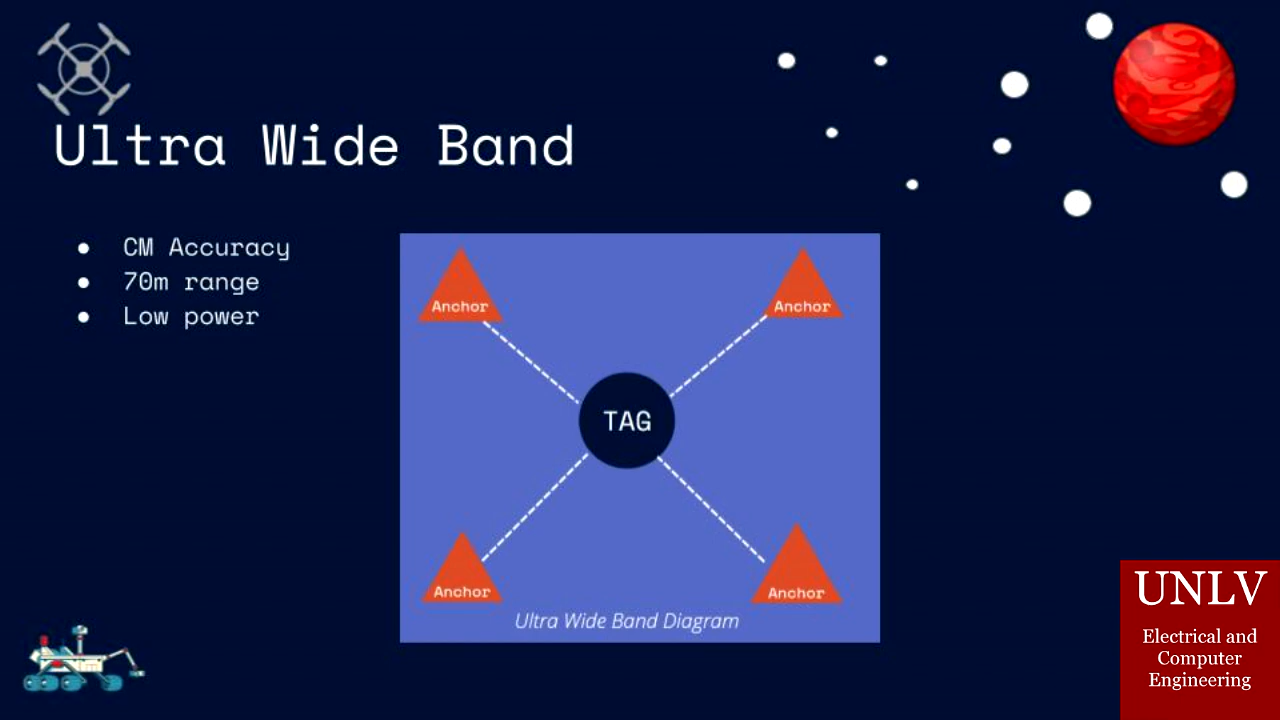 Ultra Wide Band
● CM Accuracy
● 70m range
● Low power
Anchor
Anchor
TAG
Anchor
Anchor
Ultra Wide Band Diagram
UNLV
Electrical and
Computer
Engineering